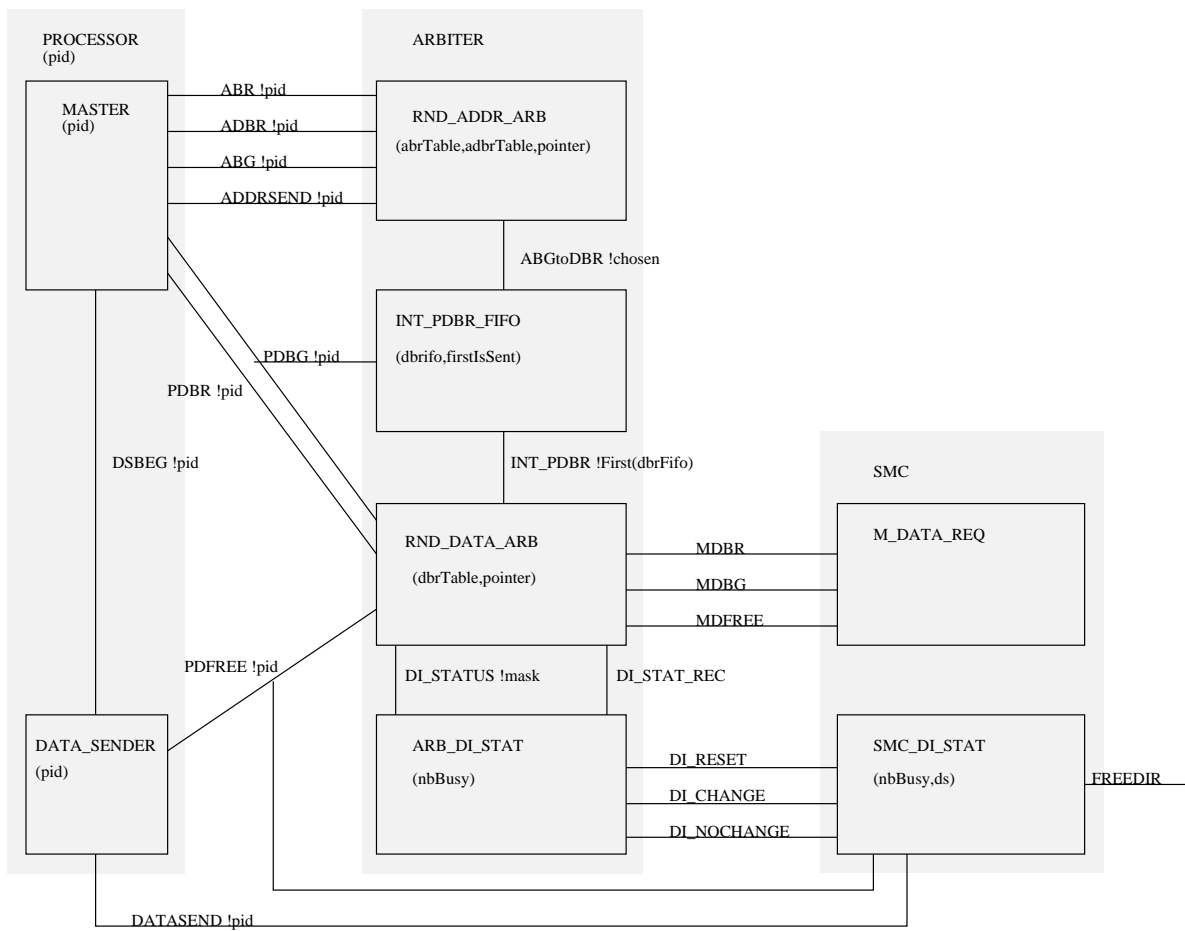 PROCESSOR
(pid)
ARBITER
MASTER
(pid)
ABR !pid
ADBR !pid
ABG !pid
ADDRSEND !pid
RND_ADDR_ARB
(abrTable,adbrTable,pointer)
ABGtoDBR !chosen
INT_PDBR_FIFO
(dbrifo,firstIsSent)
PDBG !pid
PDBR !pid
DSBEG !pid
INT_PDBR !First(dbrFifo)
SMC
RND_DATA_ARB
(dbrTable,pointer)
MDBR
MDBG
MDFREE
M_DATA_REQ
PDFREE !pid
DI_STATUS !mask
DI_STAT_REC
DATA_SENDER
(pid)
ARB_DI_STAT
(nbBusy)
DI_RESET
DI_CHANGE
DI_NOCHANGE
SMC_DI_STAT
(nbBusy,ds)
FREEDIR
DATASEND !pid